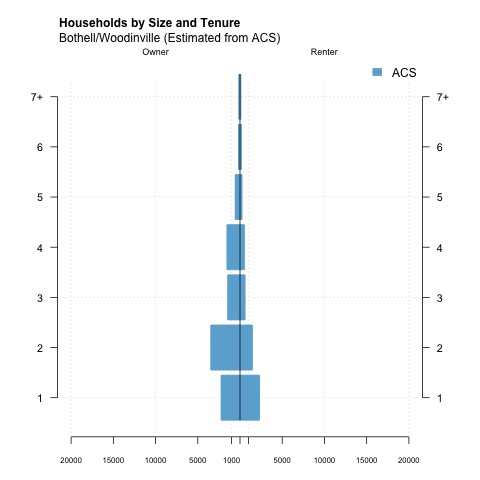 Households by Size and Tenure
Bothell/Woodinville (Estimated from ACS)
Owner Renter
ACS
7+ 7+
6 6
5 5
4 4
3 3
2 2
1 1
20000 15000 10000 5000 1000 5000 10000 15000 20000